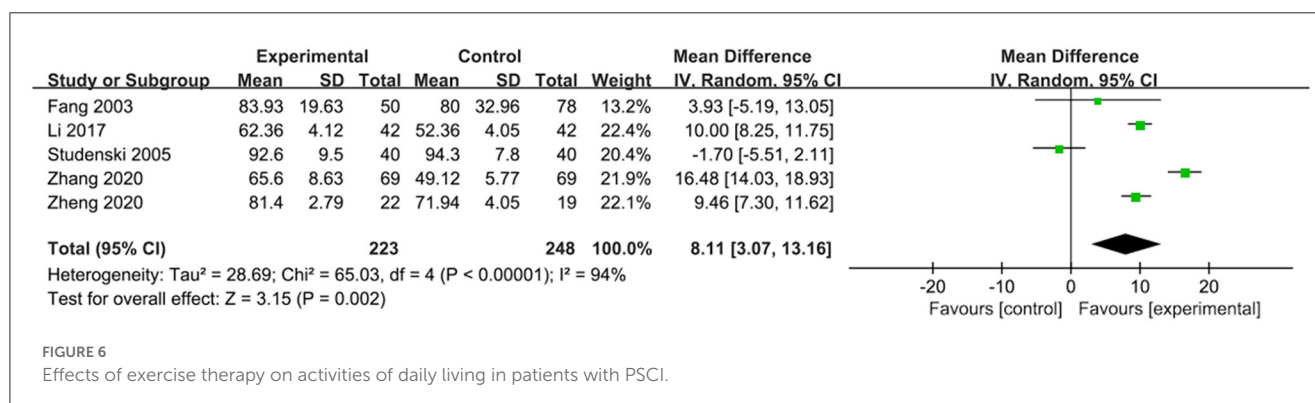 Experimental Control Mean Difference Mean Difference
Study or Subgroup Mean SD Total Mean SD Total Weight IV, Random, 95% CI IV, Random, 95% CI
Fang 2003 83.93 19.63 50 80 32.96 78 13.2% 3.93 [-5.19, 13.05]
Li 2017 62.36 4.12 42 52.36 4.05 42 22.4% 10.00 [8.25, 11.75]
Studenski 2005 92.6 9.5 40 94.3 7.8 40 20.4% -1.70 [-5.51, 2.11]
Zhang 2020 65.6 8.63 69 49.12 5.77 69 21.9% 16.48 [14.03, 18.93]
Zheng 2020 81.4 2.79 22 71.94 4.05 19 22.1% 9.46 [7.30, 11.62]
Total (95% CI) 223 248 100.0% 8.11 [3.07, 13.16]
Heterogeneity: Tau² = 28.69; Chi² = 65.03, df = 4 (P < 0.00001); I² = 94%
Test for overall effect: Z = 3.15 (P = 0.002)
-20 -10 0 10 20
Favours [control] Favours [experimental]
FIGURE 6
Effects of exercise therapy on activities of daily living in patients with PSCI.